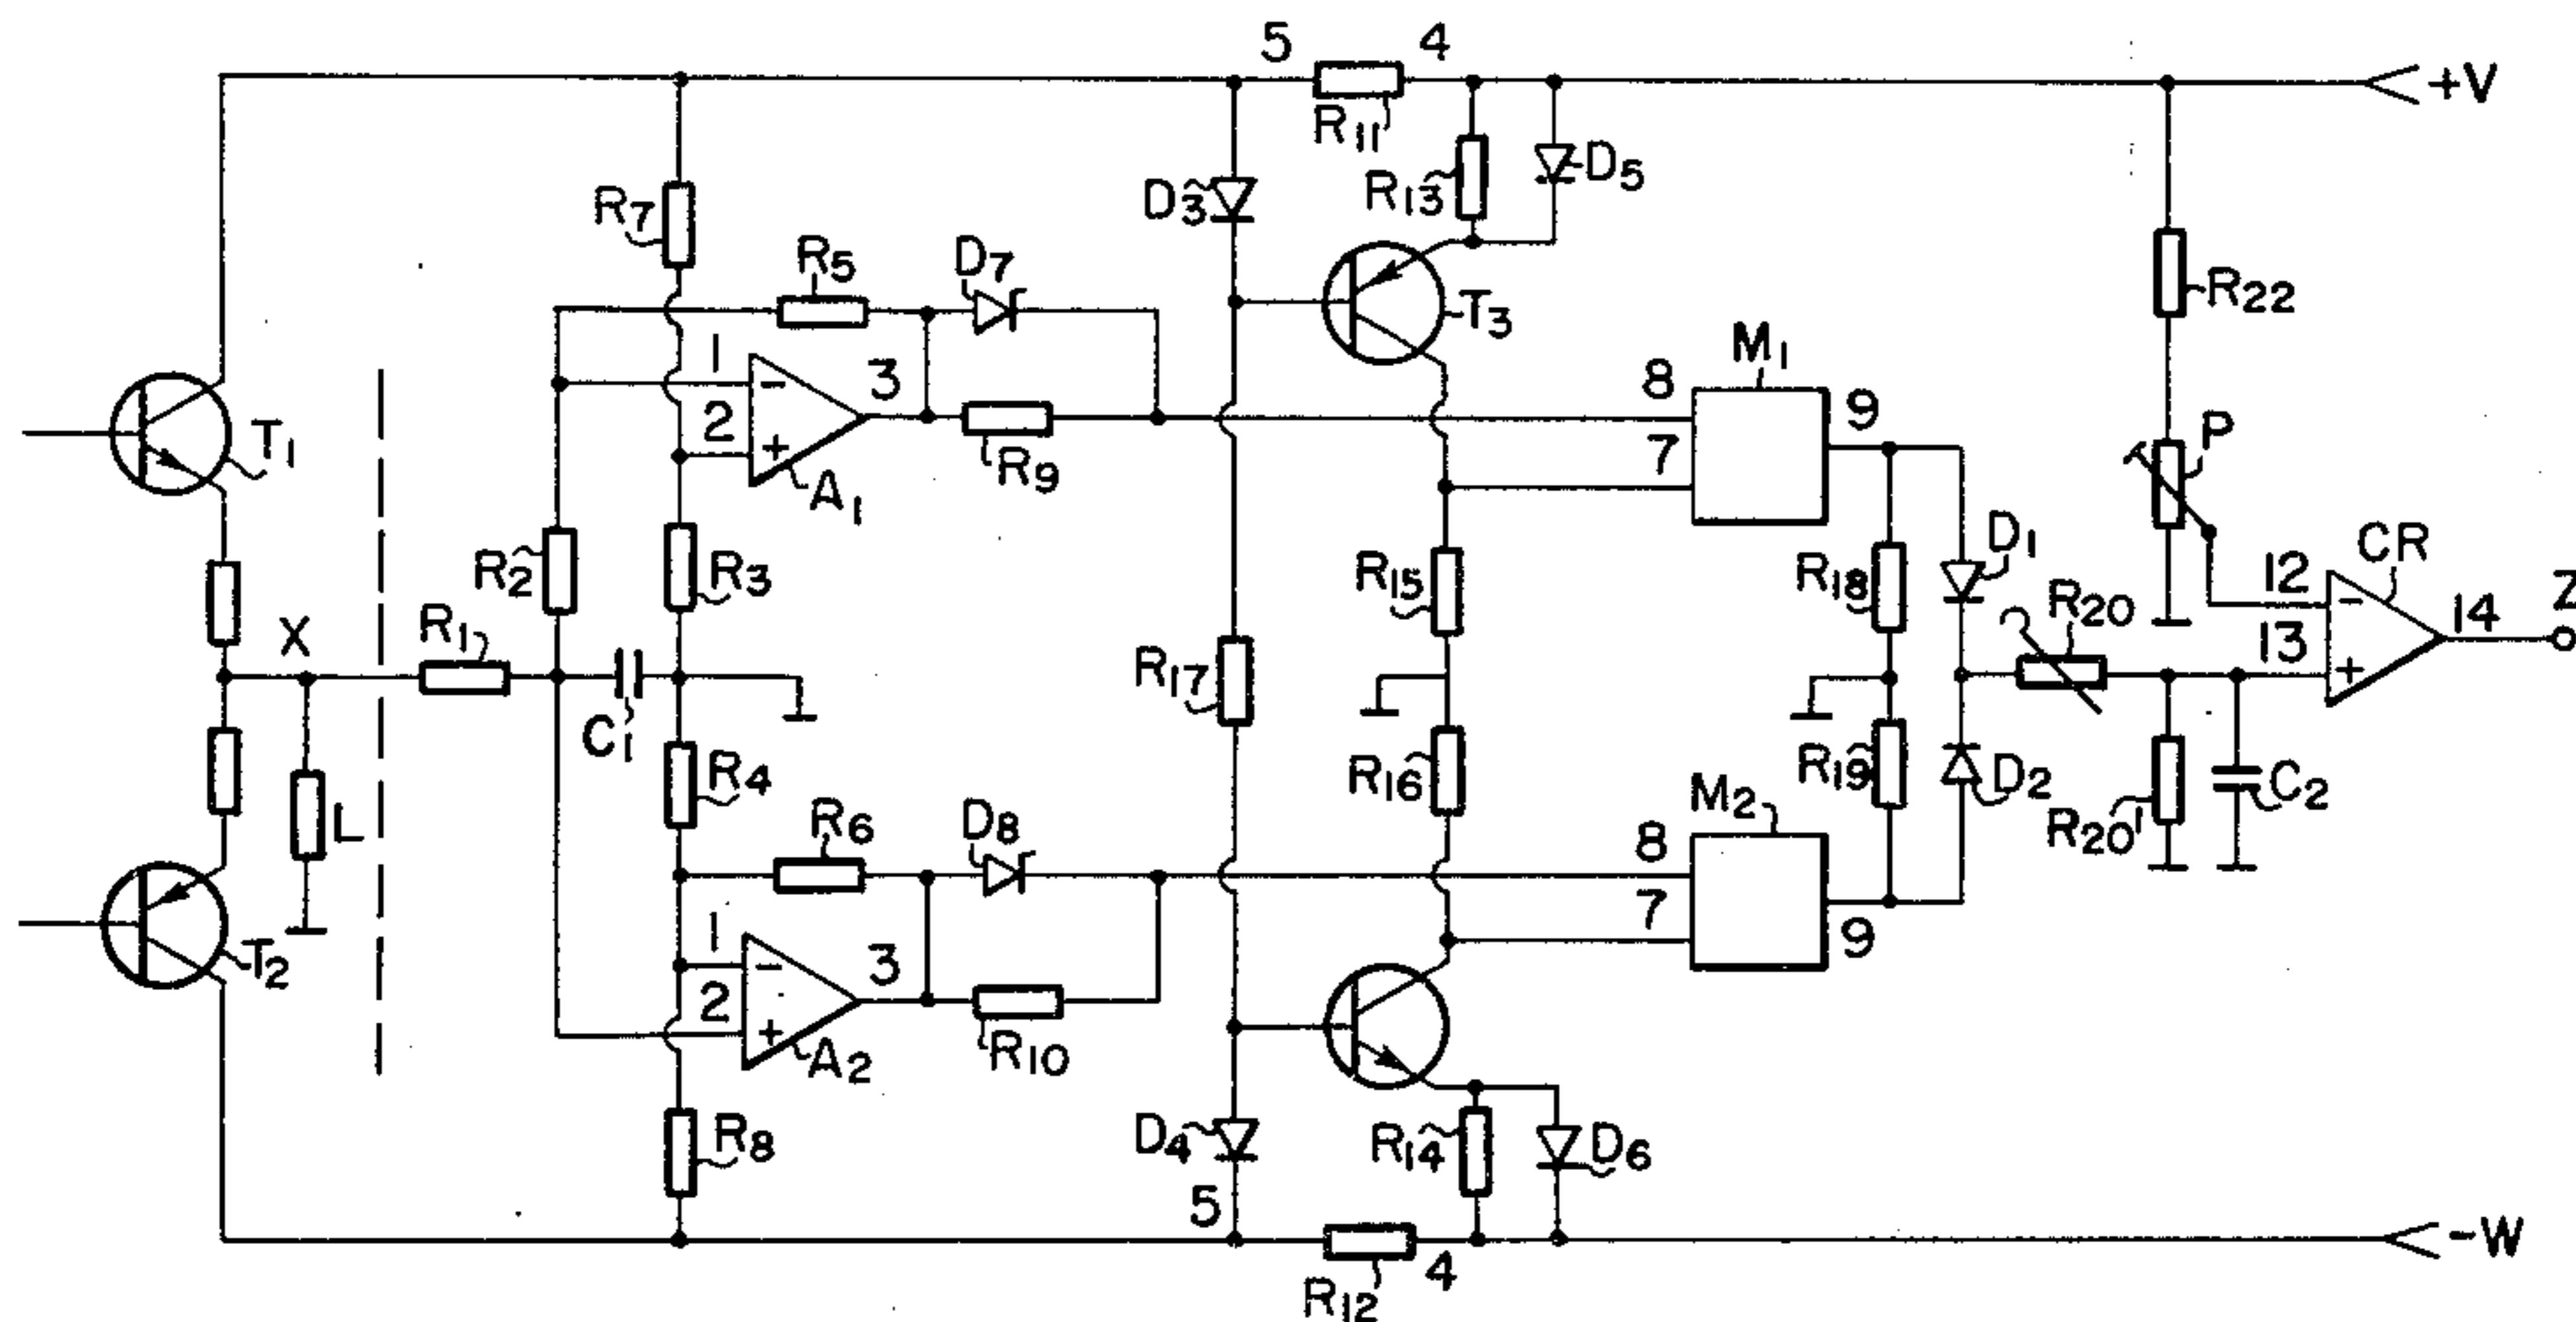 5 4
+V
R11
D3
R13
D5
R7
R5
D7
T3
R22
M1
1
3
8
9
P
2
7
T1
R9
A1
D1
CR
R2
R3
R15
R18
12
R20
14
Z
X
R1
13
R17
C1
R4
R16
R19
D2
C2
M2
L
R6
D8
R20'
8
1
3
7
9
T2
2
A2
R10
D4
R8
R14
D6
5
-W
4
R12